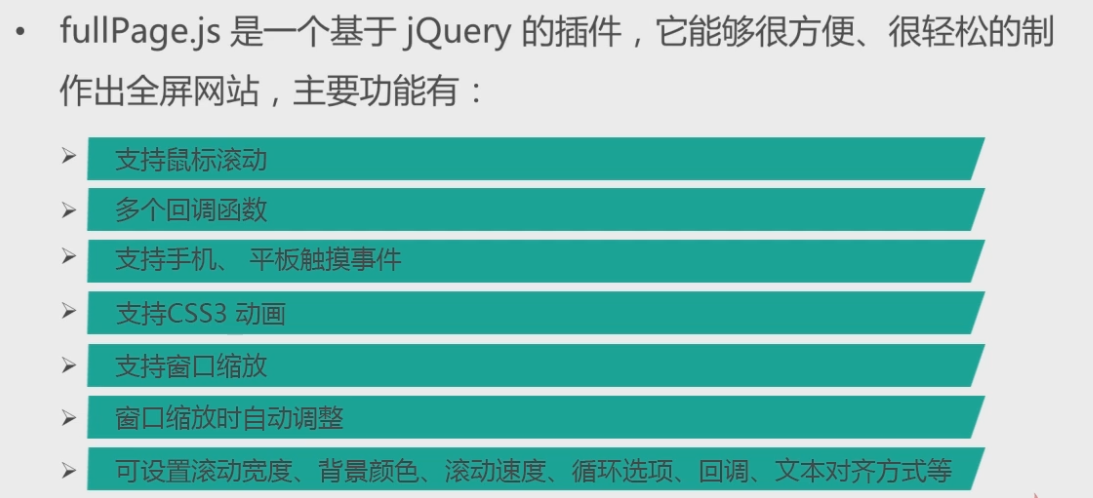 • fullPage.js 是一个基于 jQuery 的插件，它能够很方便、很轻松的制
作出全屏网站，主要功能有：
➢ 支持鼠标滚动
➢ 多个回调函数
➢ 支持手机、 平板触摸事件
➢ 支持CSS3 动画
➢ 支持窗口缩放
➢ 窗口缩放时自动调整
➢ 可设置滚动宽度、背景颜色、滚动速度、循环选项、回调、文本对齐方式等